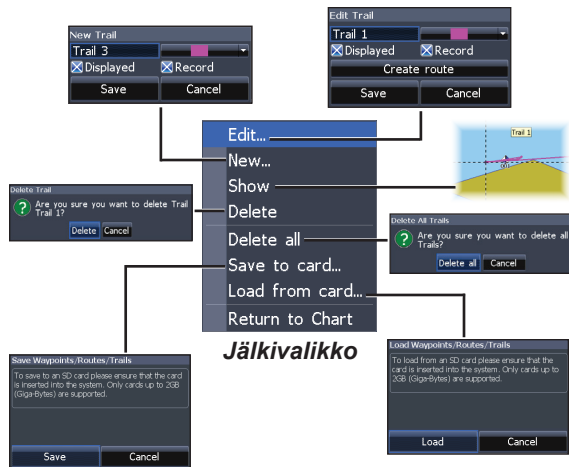 New Trail
Trail 3
Displayed
Record
Save
Cancel
Edit Trail
Trail 1
Displayed
Record
Create route
Save
Cancel
Edit...
New...
Show
Delete
Delete all
Save to card...
Load from card...
Return to Chart
Jälkivalikko
Trail 1
001
Delete Trail
Are you sure you want to delete Trail
Trail 1?
Delete
Cancel
Delete All Trails
Are you sure you want to delete all
Trails?
Delete all
Cancel
Save Waypoints/Routes/Trails
To save to an SD card please ensure that the card
is inserted into the system. Only cards up to 2GB
(Giga-Bytes) are supported.
Save
Cancel
Load Waypoints/Routes/Trails
To load from an SD card please ensure that the
card is inserted into the system. Only cards up to
2GB (Giga-Bytes) are supported.
Load
Cancel